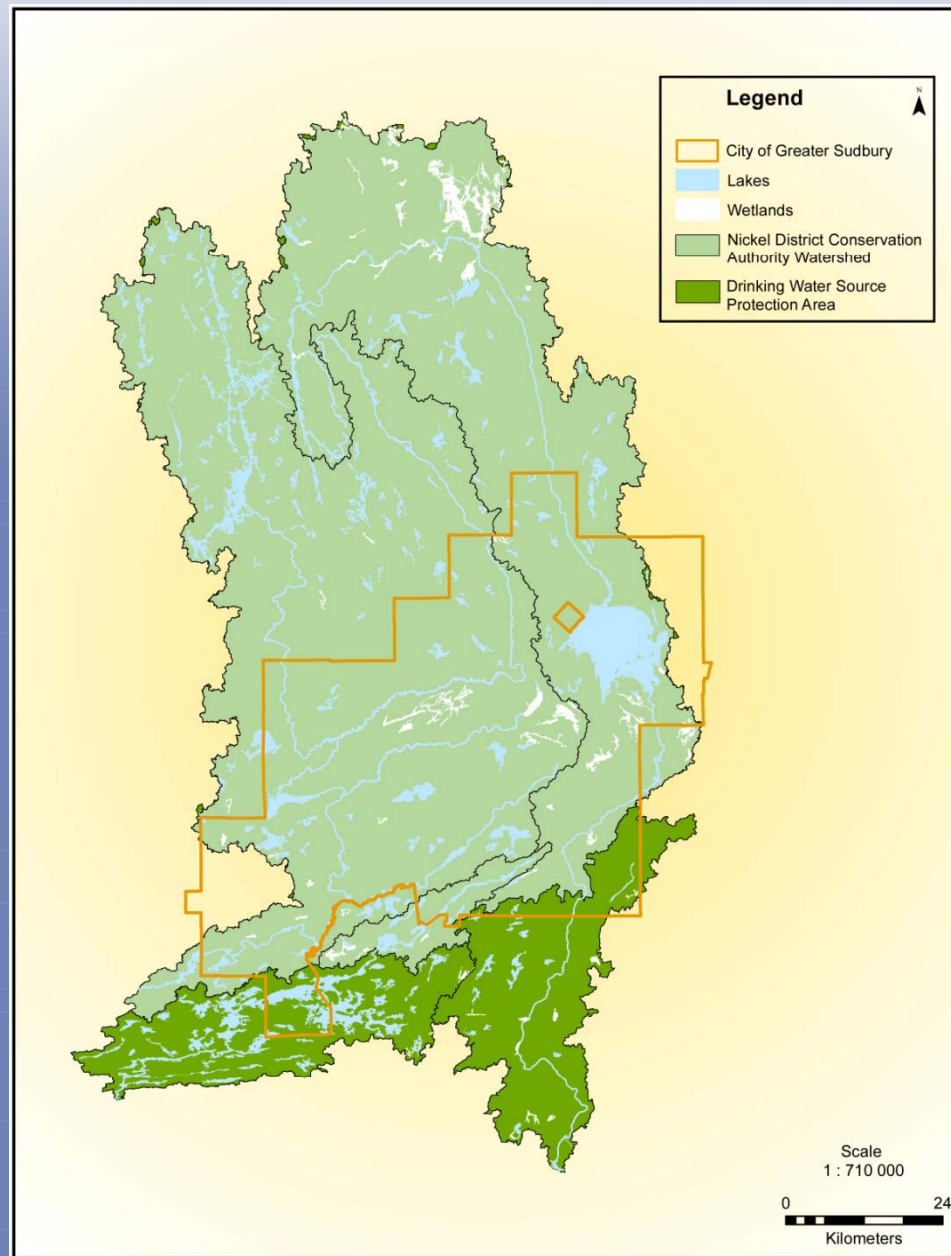 Legend
N
City of Greater Sudbury
Lakes
Wetlands
Nickel District Conservation
Authority Watershed
Drinking Water Source
Protection Area
Scale
1 : 710 000
0 24
Kilometers